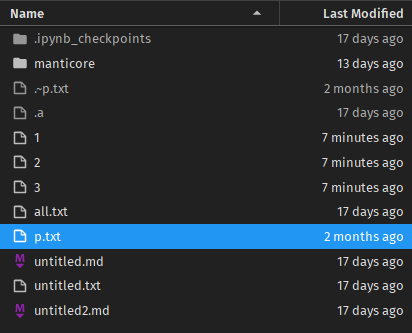 Name Last Modified
.ipynb_checkpoints 17 days ago
manticore 13 days ago
.~p.txt 2 months ago
.a 17 days ago
1 7 minutes ago
2 7 minutes ago
3 7 minutes ago
all.txt 17 days ago
p.txt 2 months ago
M untitled.md 17 days ago
untitled.txt 17 days ago
M untitled2.md 17 days ago